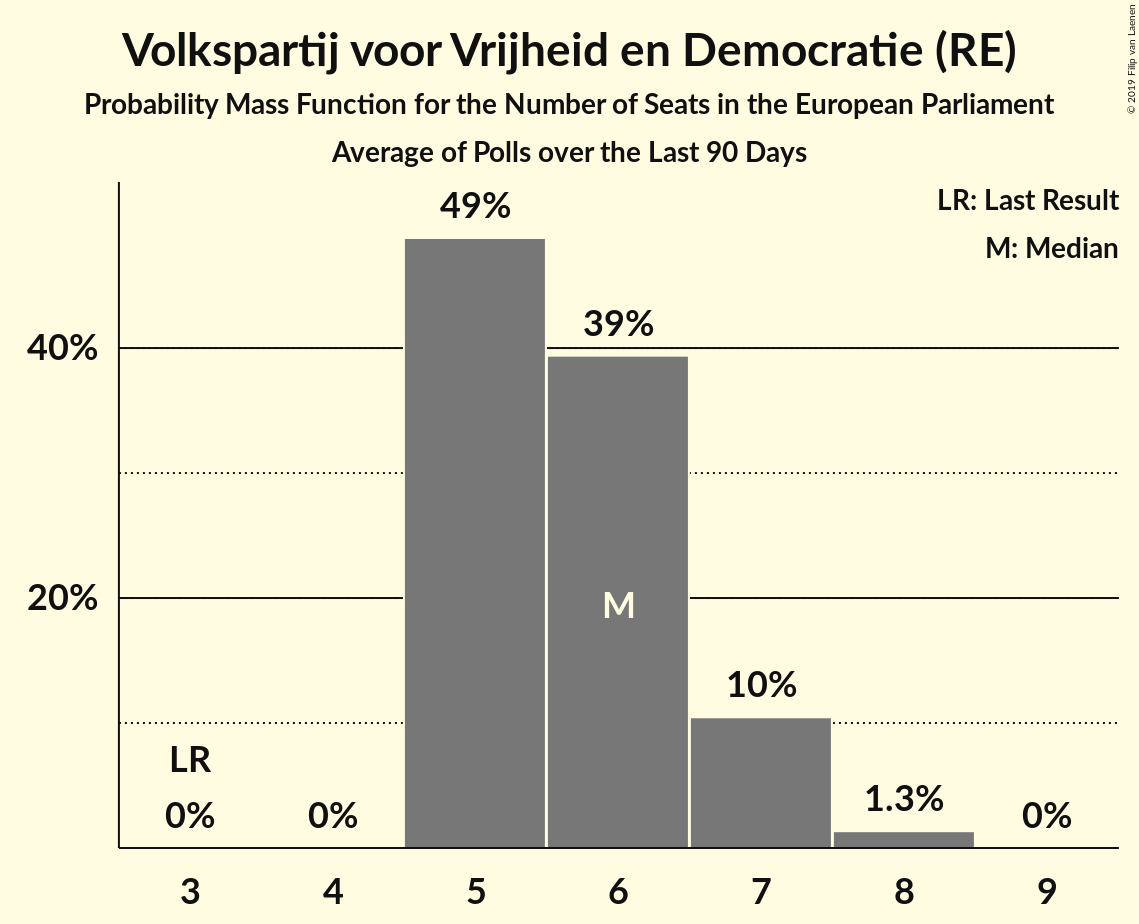 Volkspartij voor Vrijheid en Democratie (RE)
Probability Mass Function for the Number of Seats in the European Parliament
Average of Polls over the Last 90 Days
© 2019 Filip van Laenen
LR: Last Result
M: Median
49%
39%
40%
20%
M
10%
LR
0%
0%
1.3%
0%
3 4 5 6 7 8 9